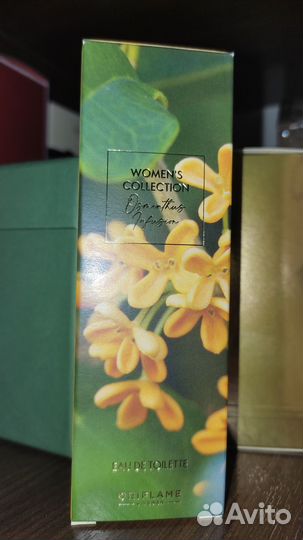 WOMEN'S
COLLECTION
Osmanthus
Infusion
EAU DE TOILETTE
ORIFLAME
Avito